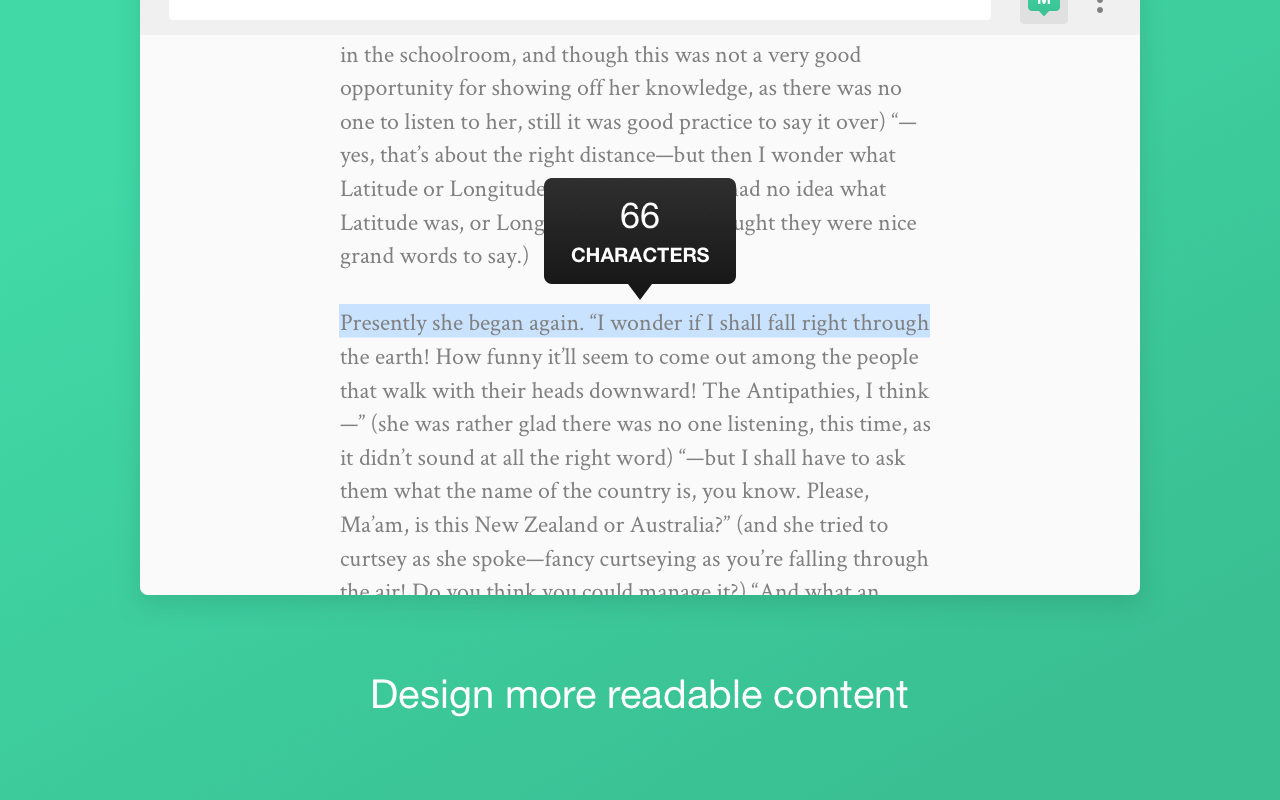 M
in the schoolroom, and though this was not a very good
opportunity for showing off her knowledge, as there was no
one to listen to her, still it was good practice to say it over) “—
yes, that’s about the right distance—but then I wonder what
Latitude or Longitude had no idea what
Latitude was, or Long ught they were nice
grand words to say.)
66
CHARACTERS
Presently she began again. “I wonder if I shall fall right through
the earth! How funny it’ll seem to come out among the people
that walk with their heads downward! The Antipathies, I think
—” (she was rather glad there was no one listening, this time, as
it didn’t sound at all the right word) “—but I shall have to ask
them what the name of the country is, you know. Please,
Ma’am, is this New Zealand or Australia?” (and she tried to
curtsey as she spoke—fancy curtseying as you’re falling through
the air! Do you think you could manage it?) “And what an
Design more readable content